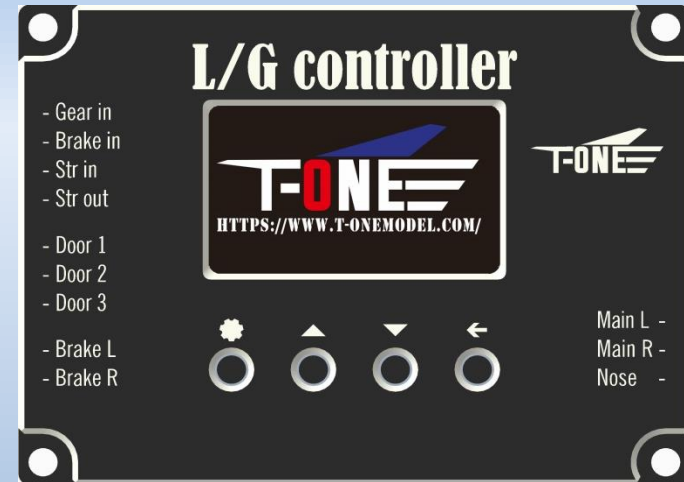 L/G controller
- Gear in
- Brake in
- Str in
- Str out
- Door 1
- Door 2
- Door 3
- Brake L
- Brake R
T-ONE
HTTPS://WWW.T-ONEMODEL.COM/
T-ONE
Main L -
Main R -
Nose -